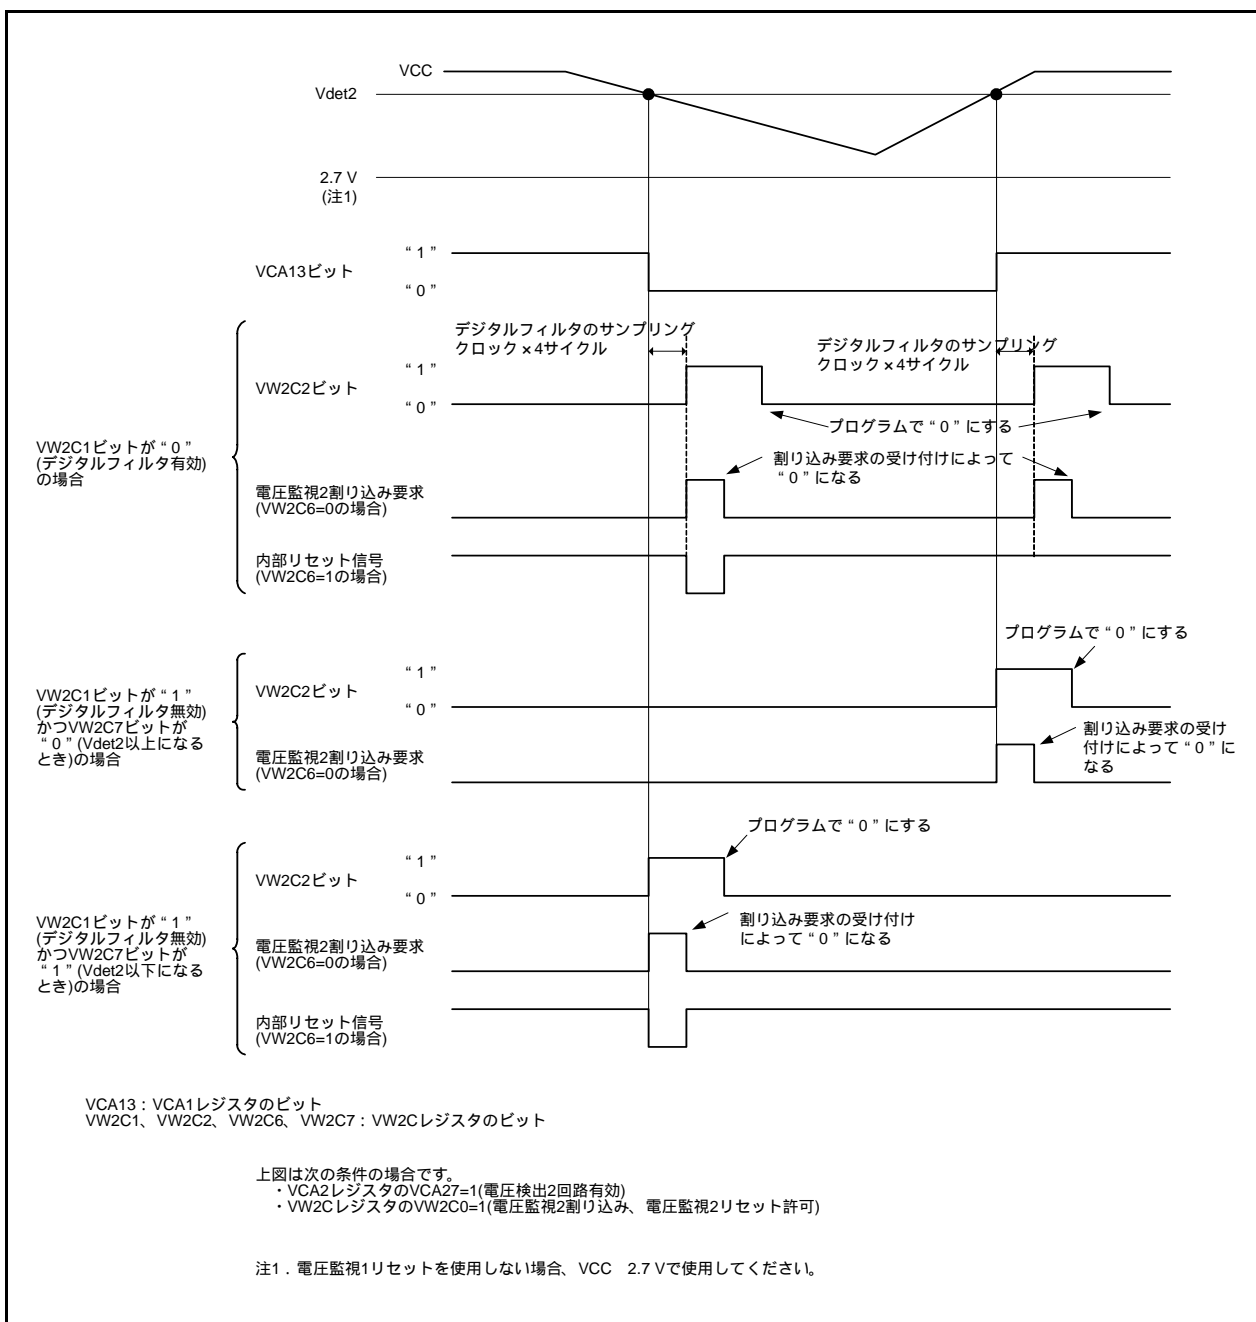 VCC
Vdet2
2.7 V
(注1)
“ 1 ”
VCA13ビット
“ 0 ”
デジタルフィルタのサンプリング
クロック×4サイクル
デジタルフィルタのサンプリング
クロック×4サイクル
“ 1 ”
VW2C2ビット
“ 0 ”
プログラムで“ 0 ”にする
VW2C1ビットが“ 0 ”
(デジタルフィルタ有効)
の場合
割り込み要求の受け付けによって
“ 0 ”になる
電圧監視2割り込み要求
(VW2C6=0の場合)
内部リセット信号
(VW2C6=1の場合)
プログラムで“ 0 ”にする
“ 1 ”
VW2C2ビット
“ 0 ”
VW2C1ビットが“ 1 ”
(デジタルフィルタ無効)
かつVW2C7ビットが
“ 0 ”(Vdet2以上になる
とき)の場合
割り込み要求の受け
付けによって“ 0 ”に
なる
電圧監視2割り込み要求
(VW2C6=0の場合)
プログラムで“ 0 ”にする
“ 1 ”
VW2C2ビット
“ 0 ”
VW2C1ビットが“ 1 ”
(デジタルフィルタ無効)
かつVW2C7ビットが
“ 1 ”(Vdet2以下になる
とき)の場合
割り込み要求の受け付け
によって“ 0 ”になる
電圧監視2割り込み要求
(VW2C6=0の場合)
内部リセット信号
(VW2C6=1の場合)
VCA13：VCA1レジスタのビット
VW2C1、VW2C2、VW2C6、VW2C7：VW2Cレジスタのビット
上図は次の条件の場合です。
・VCA2レジスタのVCA27=1(電圧検出2回路有効)
・VW2CレジスタのVW2C0=1(電圧監視2割り込み、電圧監視2リセット許可)
注1．電圧監視1リセットを使用しない場合、VCC　2.7 Vで使用してください。